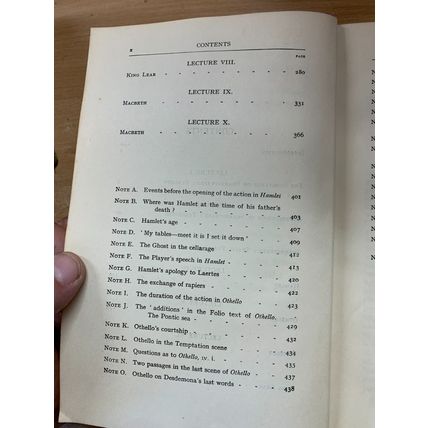 x CONTENTS
PAGE
LECTURE VIII.
KING LEAR - - - - - - - - 280
LECTURE IX.
MACBETH - - - - - - - - 331
LECTURE X.
MACBETH - - - - - - - - 366
NOTE A. Events before the opening of the action in Hamlet 401
NOTE B. Where was Hamlet at the time of his father's
death? - - - - - - 403
NOTE C. Hamlet's age - - - - - - 407
NOTE D. 'My tables—meet it is I set it down' - - 409
NOTE E. The Ghost in the cellarage - - - - 412
NOTE F. The Player's speech in Hamlet - - - 413
NOTE G. Hamlet's apology to Laertes - - - 420
NOTE H. The exchange of rapiers - - - - 422
NOTE I. The duration of the action in Othello - - 423
NOTE J. The 'additions' in the Folio text of Othello.
The Pontic sea - - - - - 429
NOTE K. Othello's courtship - - - - - 432
NOTE L. Othello in the Temptation scene - - 434
NOTE M. Questions as to Othello, IV. i. - - - 435
NOTE N. Two passages in the last scene of Othello - 437
NOTE O. Othello on Desdemona's last words - - 438